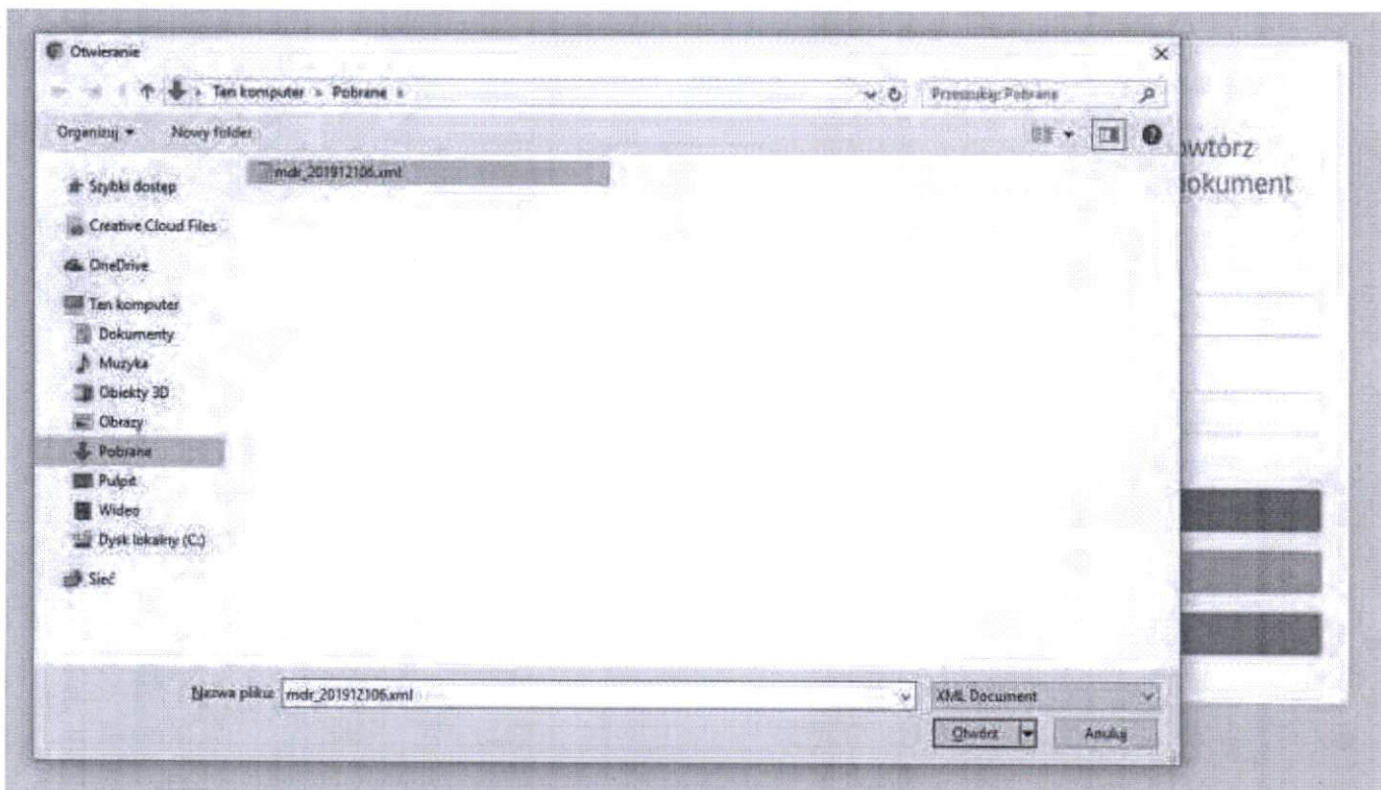 Otwieranie
Ten komputer > Pobrane >
Przeszukaj: Pobrane
Organizuj
Nowy folder
owtórz
dokument
mdr_201912106.xml
Szybki dostęp
Creative Cloud Files
OneDrive
Ten komputer
Dokumenty
Muzyka
Obiekty 3D
Obrazy
Pobrane
Pulpit
Wideo
Dysk lokalny (C:)
Sieć
Nazwa pliku: mdr_201912106.xml
XML Document
Otwórz
Anuluj